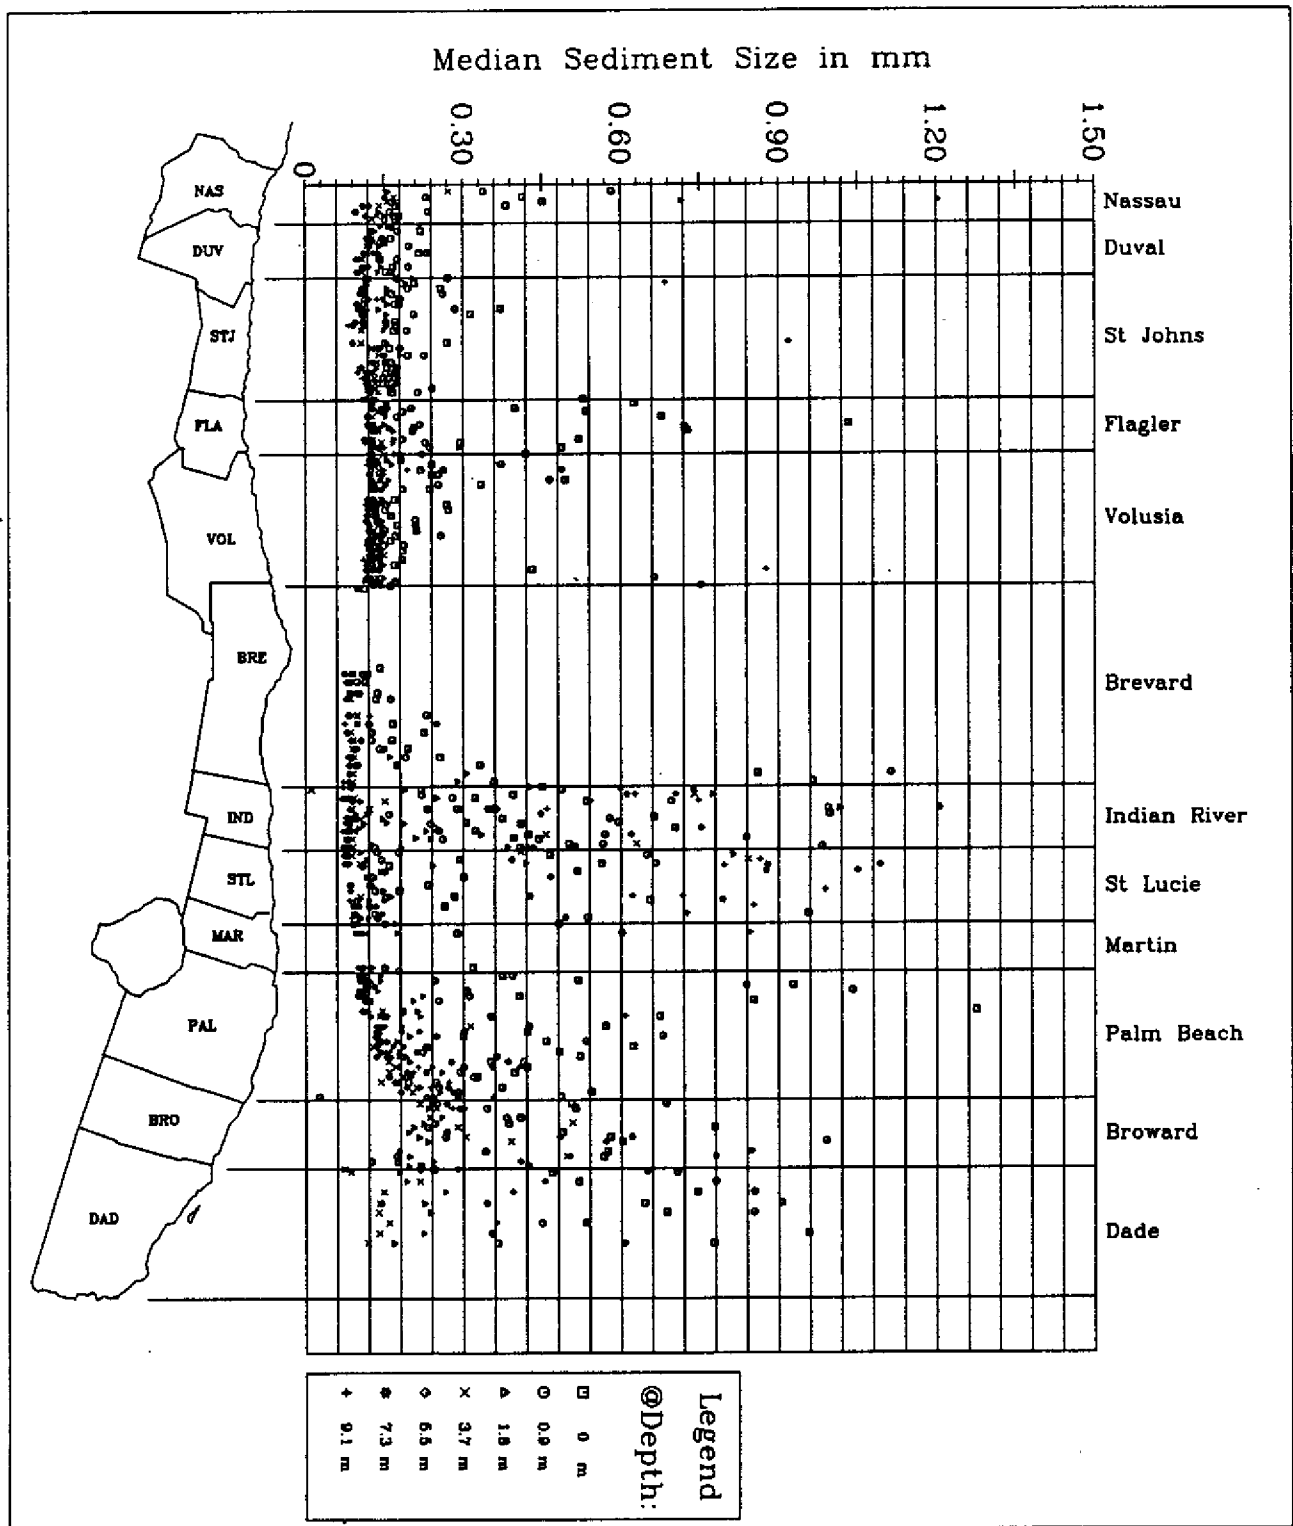 Median Sediment Size in mm
0
0.30
0.60
0.90
1.20
1.50
NAS
DUV
STJ
FLA
VOL
BRE
IND
STL
MAR
PAL
BRO
DAD
Nassau
Duval
St Johns
Flagler
Volusia
Brevard
Indian River
St Lucie
Martin
Palm Beach
Broward
Dade
Legend
@Depth:
0 m
0.9 m
1.8 m
3.7 m
5.5 m
7.3 m
9.1 m